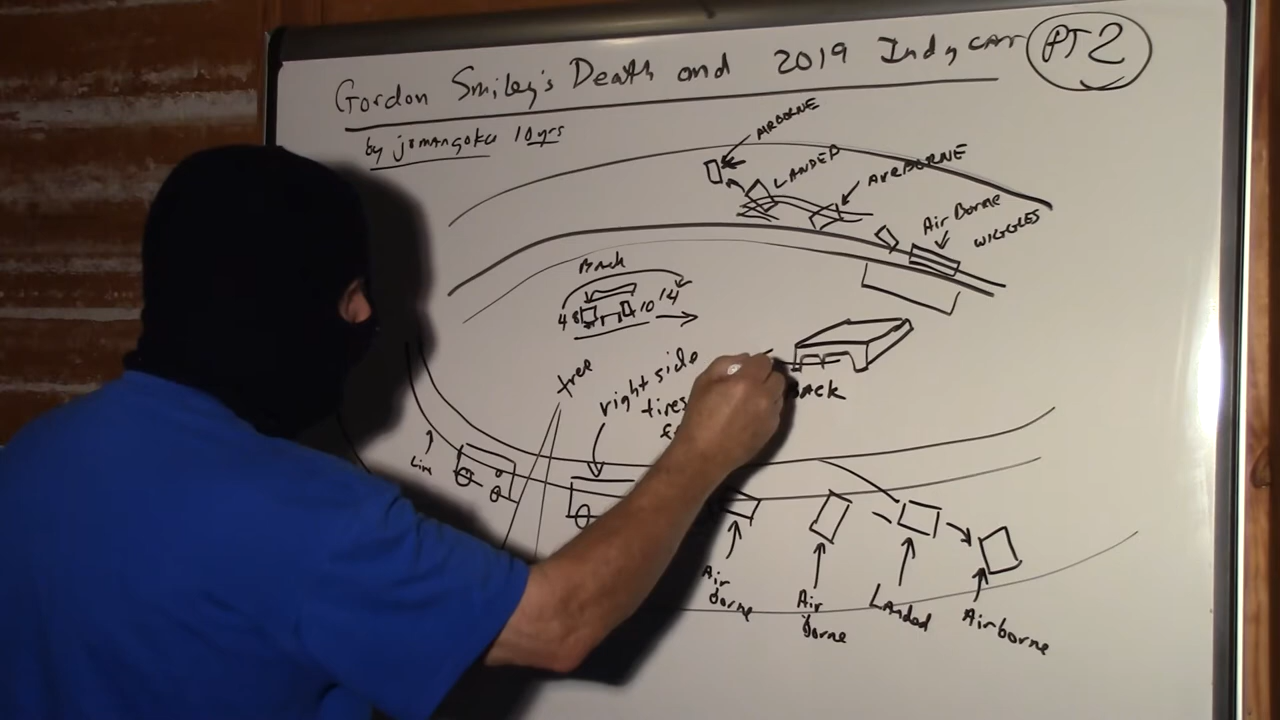 Gordon Smiley's Death and 2019 Indycar PT 2
by jomangoka 10yrs
AIRBORNE
LANDED
AIRBORNE
Air Borne
WIGGLES
Back
48 10 14
tree
right side
tires
Line
BACK
Air
borne
Air
borne
Landed
Airborne